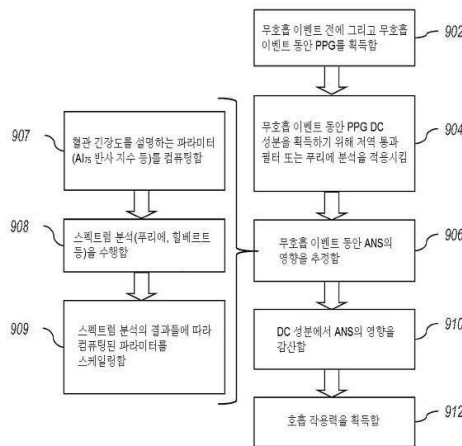 무호흡 이벤트 전에 그리고 무호흡
이벤트 동안 PPG를 획득함
902
무호흡 이벤트 동안 PPG DC
성분을 획득하기 위해 저역 통과
필터 또는 푸리에 분석을 적용시킴
904
907
혈관 긴장도를 설명하는 파라미터
(AI75 반사 지수 등)를 컴퓨팅함
908
스펙트럼 분석(푸리에, 힐베르트
등)을 수행함
909
스펙트럼 분석의 결과들에 따라
컴퓨팅된 파라미터를
스케일링함
무호흡 이벤트 동안 ANS의
영향을 추정함
906
DC 성분에서 ANS의 영향을
감산함
910
호흡 작용력을 획득함
912